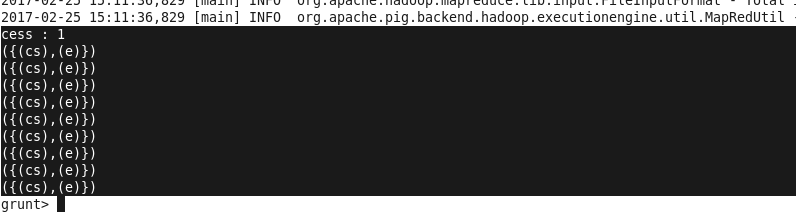 2017-02-25 15:11:36,829 [main] INFO  org.apache.hadoop.mapreduce.lib.input.FileInputFormat - Total
2017-02-25 15:11:36,829 [main] INFO  org.apache.pig.backend.hadoop.executionengine.util.MapRedUtil -
cess : 1
({(cs),(e)})
({(cs),(e)})
({(cs),(e)})
({(cs),(e)})
({(cs),(e)})
({(cs),(e)})
({(cs),(e)})
({(cs),(e)})
({(cs),(e)})
grunt>